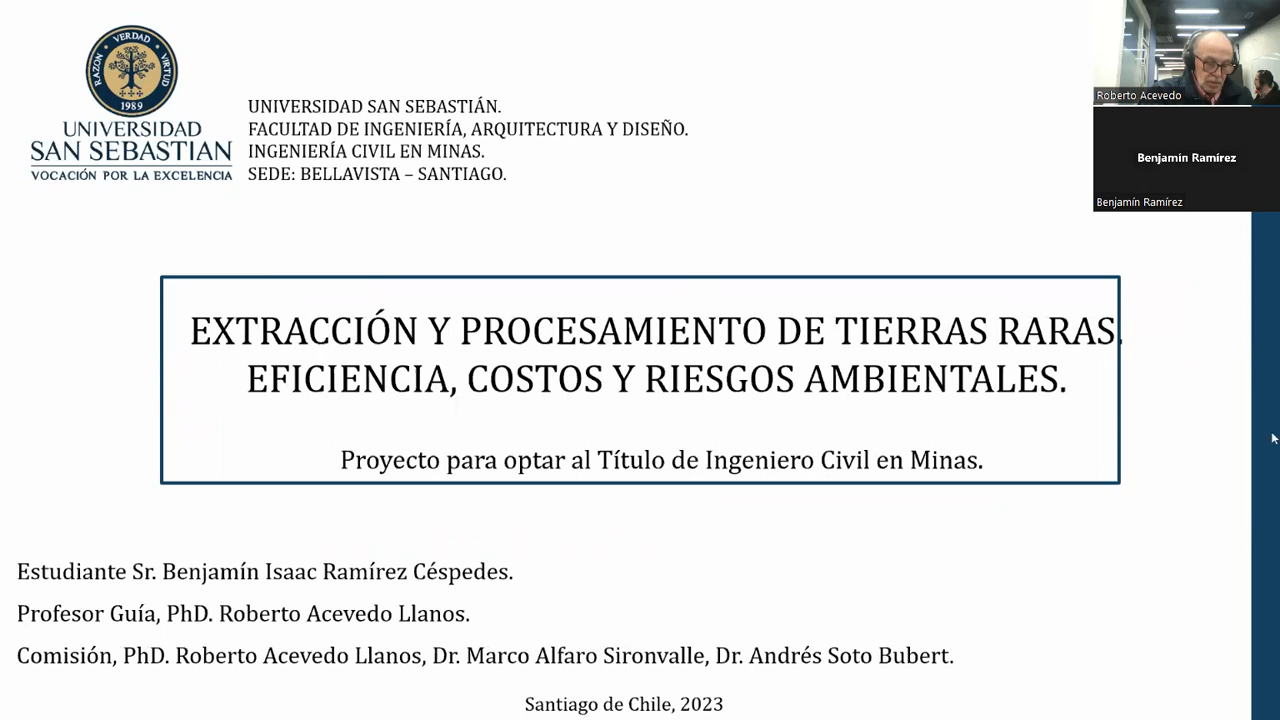 RAZÓN VERDAD VIRTUD
1989
UNIVERSIDAD
SAN SEBASTIAN
VOCACIÓN POR LA EXCELENCIA
UNIVERSIDAD SAN SEBASTIÁN.
FACULTAD DE INGENIERÍA, ARQUITECTURA Y DISEÑO.
INGENIERÍA CIVIL EN MINAS.
SEDE: BELLAVISTA – SANTIAGO.
Roberto Acevedo
Benjamín Ramírez
Benjamín Ramírez
EXTRACCIÓN Y PROCESAMIENTO DE TIERRAS RARAS.
EFICIENCIA, COSTOS Y RIESGOS AMBIENTALES.
Proyecto para optar al Título de Ingeniero Civil en Minas.
Estudiante Sr. Benjamín Isaac Ramírez Céspedes.
Profesor Guía, PhD. Roberto Acevedo Llanos.
Comisión, PhD. Roberto Acevedo Llanos, Dr. Marco Alfaro Sironvalle, Dr. Andrés Soto Bubert.
Santiago de Chile, 2023